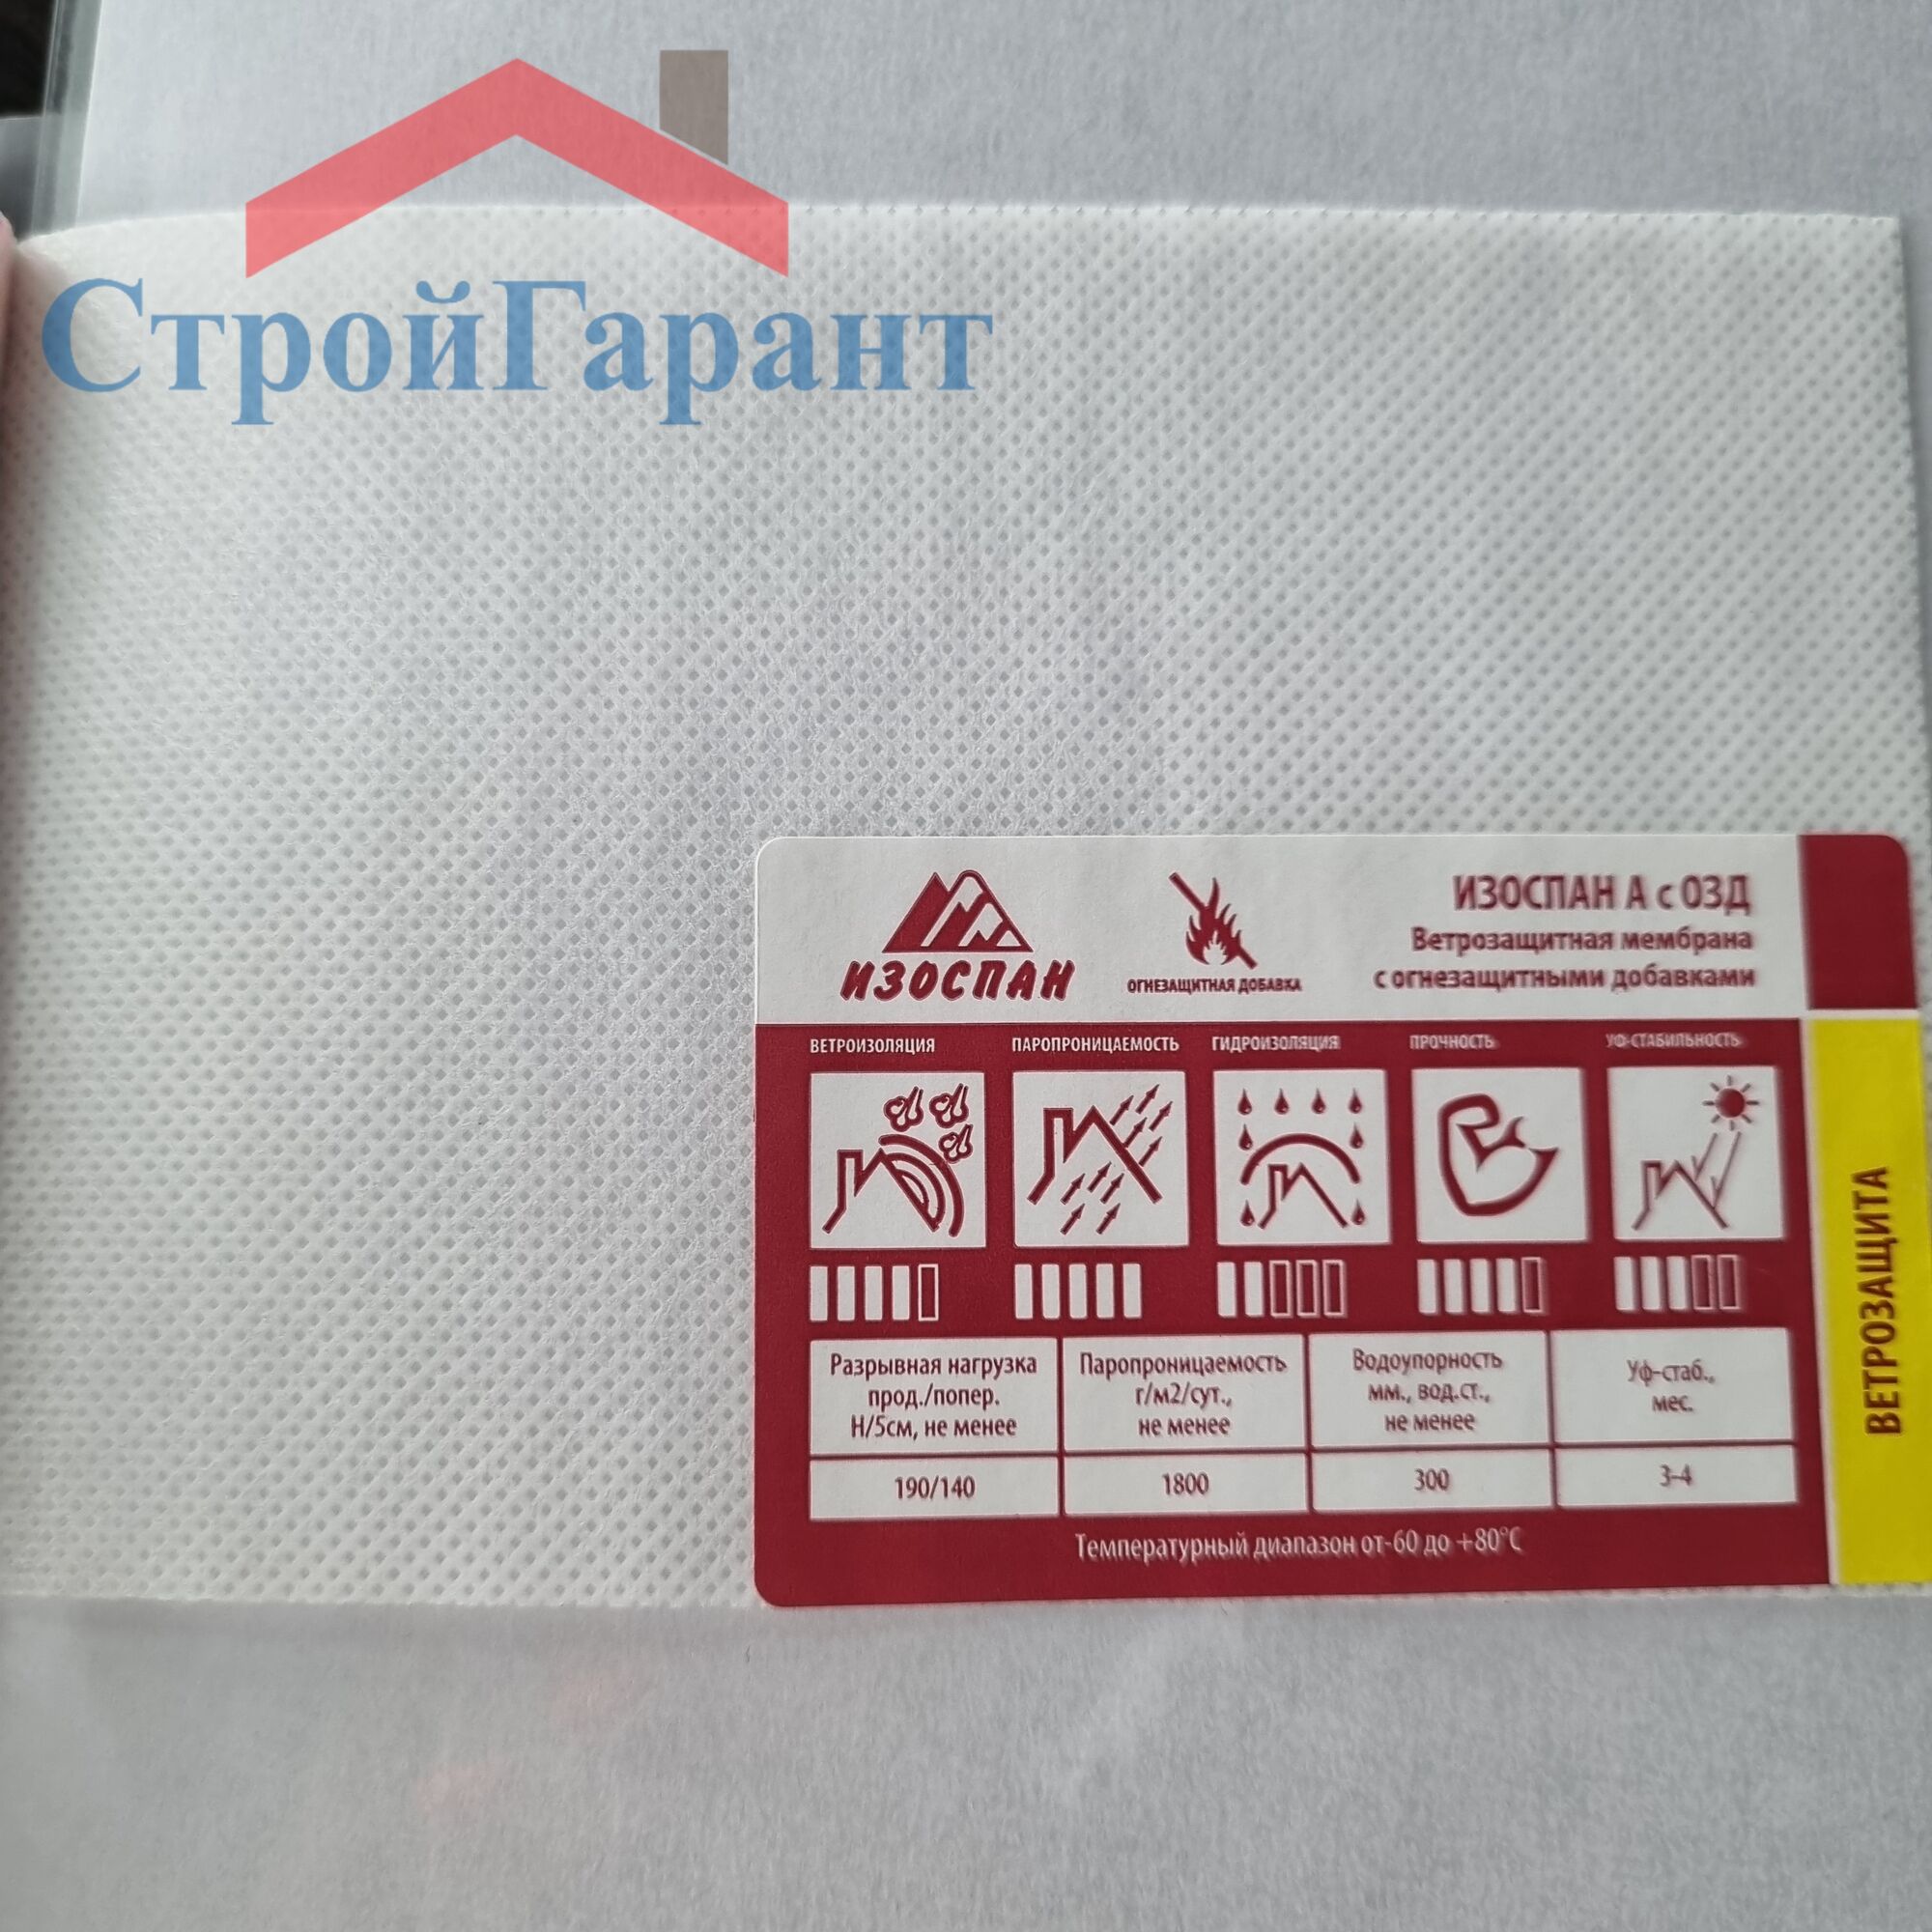 СтройГарант
ИЗОСПАН
ОГНЕЗАЩИТНАЯ ДОБАВКА
ИЗОСПАН А с ОЗД
Ветрозащитная мембрана
с огнезащитными добавками
ВЕТРОИЗОЛЯЦИЯ
ПАРОПРОНИЦАЕМОСТЬ
ГИДРОИЗОЛЯЦИЯ
ПРОЧНОСТЬ
УФ-СТАБИЛЬНОСТЬ
Разрывная нагрузка
прод./попер.
Н/5см, не менее
Паропроницаемость
г/м2/сут.,
не менее
Водоупорность
мм., вод.ст.,
не менее
Уф-стаб.,
мес.
190/140
1800
300
3-4
Температурный диапазон от-60 до +80°С
ВЕТРОЗАЩИТА